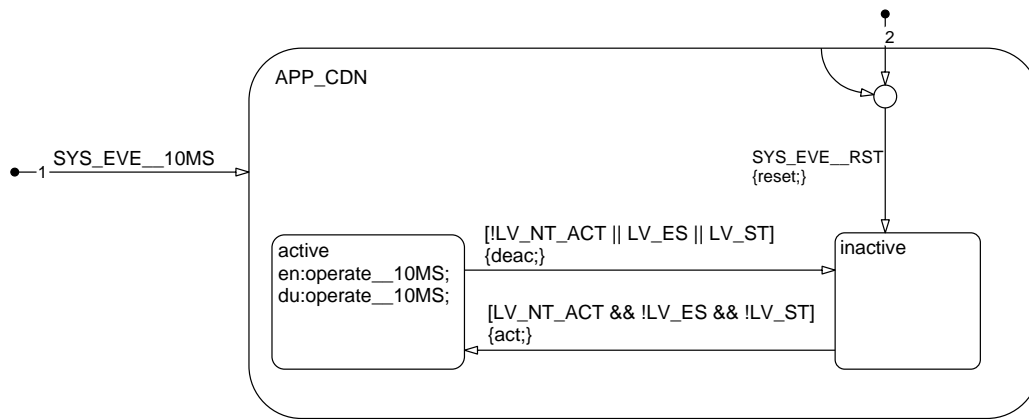 2
APP_CDN
SYS_EVE__10MS
1
SYS_EVE__RST
{reset;}
[!LV_NT_ACT || LV_ES || LV_ST]
{deac;}
active
en:operate__10MS;
du:operate__10MS;
inactive
[LV_NT_ACT && !LV_ES && !LV_ST]
{act;}